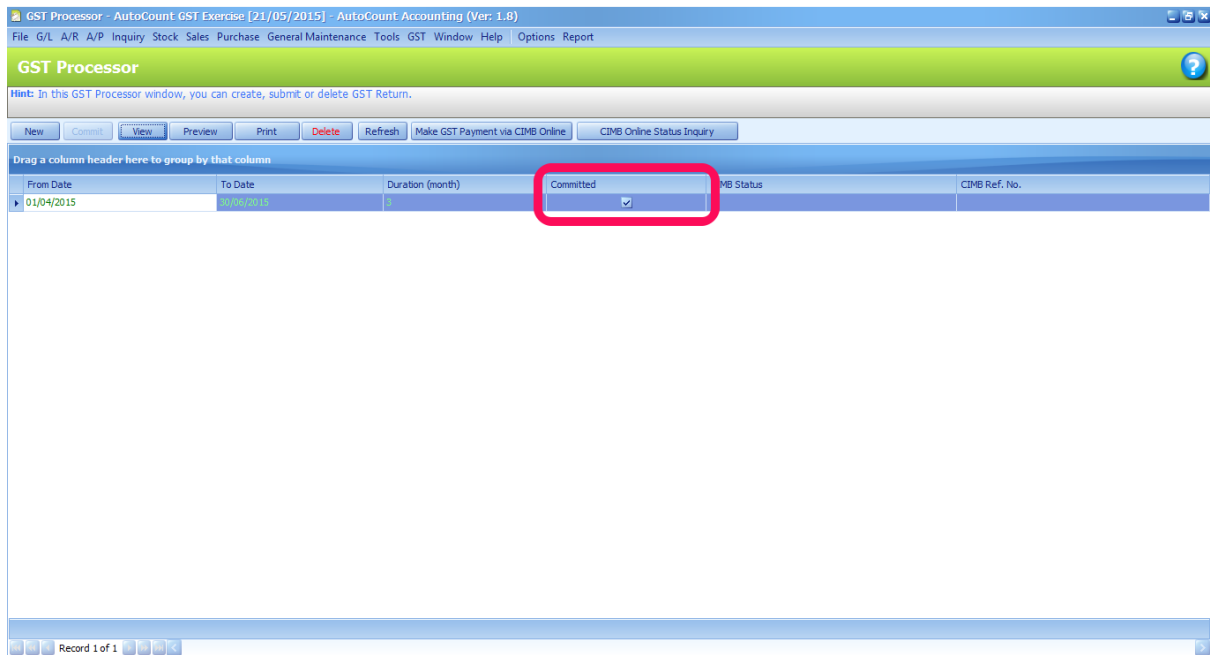 GST Processor - AutoCount GST Exercise [21/05/2015] - AutoCount Accounting (Ver: 1.8)
File G/L A/R A/P Inquiry Stock Sales Purchase General Maintenance Tools GST Window Help Options Report
GST Processor
Hint: In this GST Processor window, you can create, submit or delete GST Return.
New Commit View Preview Print Delete Refresh Make GST Payment via CIMB Online CIMB Online Status Inquiry
Drag a column header here to group by that column
From Date To Date Duration (month) Committed MB Status CIMB Ref. No.
01/04/2015 30/06/2015 3
Record 1 of 1